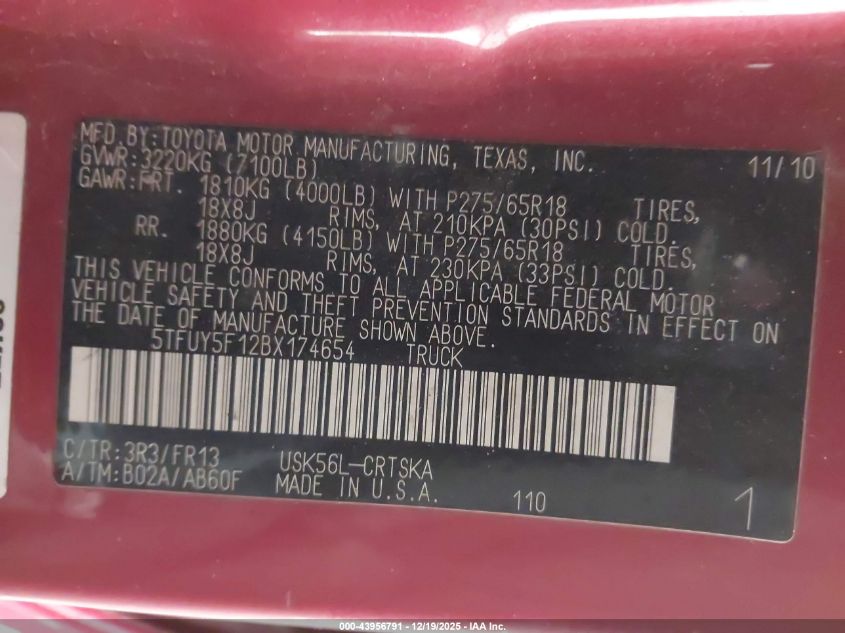 MFD BY:TOYOTA MOTOR MANUFACTURING, TEXAS, INC. 11/10
GVWR:3220KG (7100LB)
GAWR:FRT. 1810KG (4000LB) WITH P275/65R18 TIRES,
18X8J RIMS, AT 210KPA (30PSI) COLD.
RR. 1880KG (4150LB) WITH P275/65R18 TIRES,
18X8J RIMS, AT 230KPA (33PSI) COLD.
THIS VEHICLE CONFORMS TO ALL APPLICABLE FEDERAL MOTOR
VEHICLE SAFETY AND THEFT PREVENTION STANDARDS IN EFFECT ON
THE DATE OF MANUFACTURE SHOWN ABOVE.
5TFUY5F12BX174654 TRUCK
C/TR:3R3/FR13 USK56L-CRTSKA
A/TM:B02A/AB60F MADE IN U.S.A. 110 1
000-43956791 - 12/19/2025 - IAA Inc.